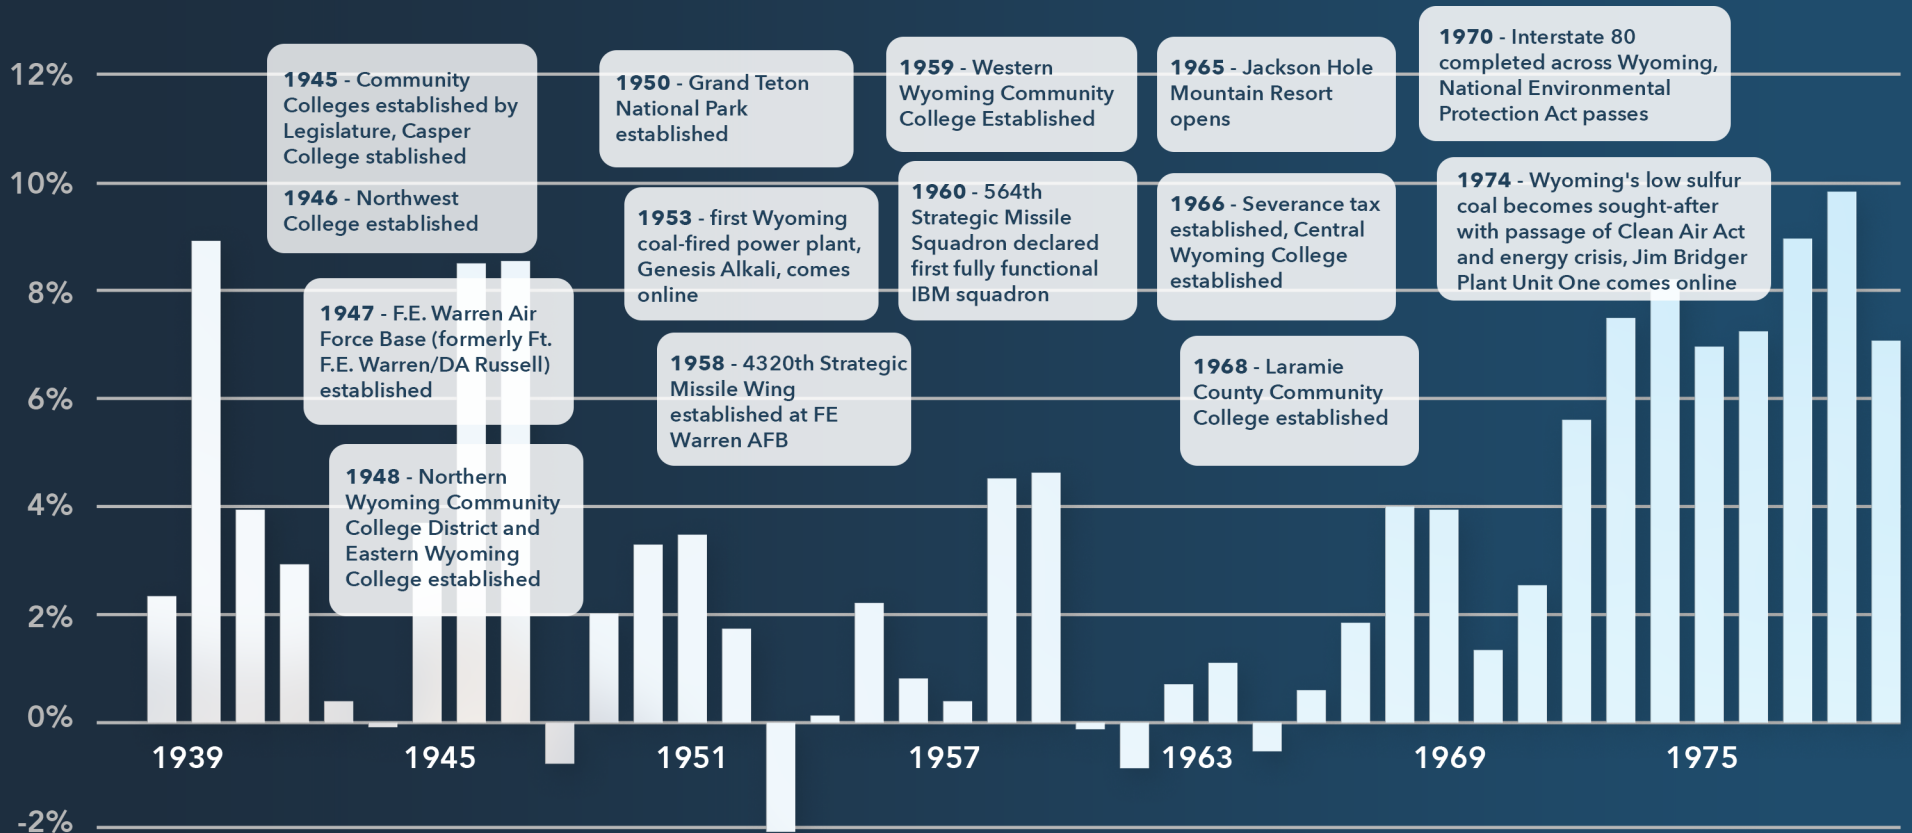 12%
10%
8%
6%
4%
2%
0%
-2%
1945 - Community
Colleges established by
Legislature, Casper
College stablished
1946 - Northwest
College established
1947 - F.E. Warren Air
Force Base (formerly Ft.
F.E. Warren/DA Russell)
established
1948 - Northern
Wyoming Community
College District and
Eastern Wyoming
College established
1950 - Grand Teton
National Park
established
1953 - first Wyoming
coal-fired power plant,
Genesis Alkali, comes
online
1958 - 4320th Strategic
Missile Wing
established at FE
Warren AFB
1959 - Western
Wyoming Community
College Established
1960 - 564th
Strategic Missile
Squadron declared
first fully functional
IBM squadron
1965 - Jackson Hole
Mountain Resort
opens
1966 - Severance tax
established, Central
Wyoming College
established
1968 - Laramie
County Community
College established
1970 - Interstate 80
completed across Wyoming,
National Environmental
Protection Act passes
1974 - Wyoming's low sulfur
coal becomes sought-after
with passage of Clean Air Act
and energy crisis, Jim Bridger
Plant Unit One comes online
1939
1945
1951
1957
1963
1969
1975